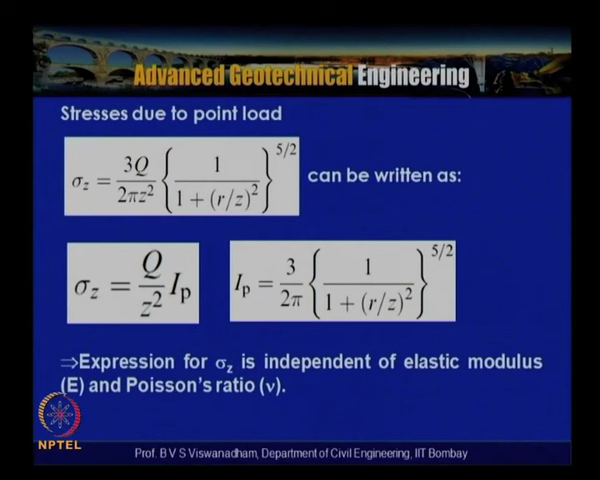 Advanced Geotechnical Engineering
Stresses due to point load
σz = 3Q/2πz² {1/1 + (r/z)²}^5/2 can be written as:
σz = Q/z² Ip
Ip = 3/2π {1/1 + (r/z)²}^5/2
⇒Expression for σz is independent of elastic modulus
(E) and Poisson's ratio (ν).
NPTEL
Prof. B V S Viswanadham, Department of Civil Engineering, IIT Bombay